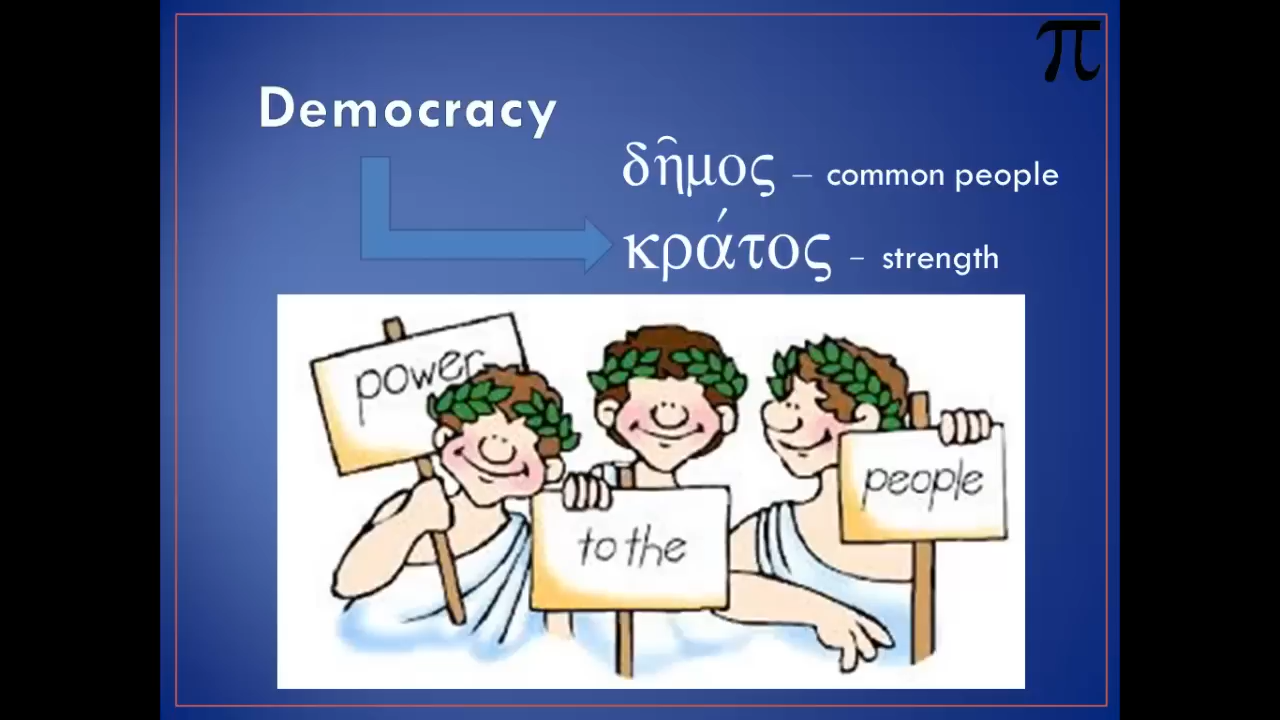 π
Democracy
δῆμος – common people
κράτος – strength
power
to the
people